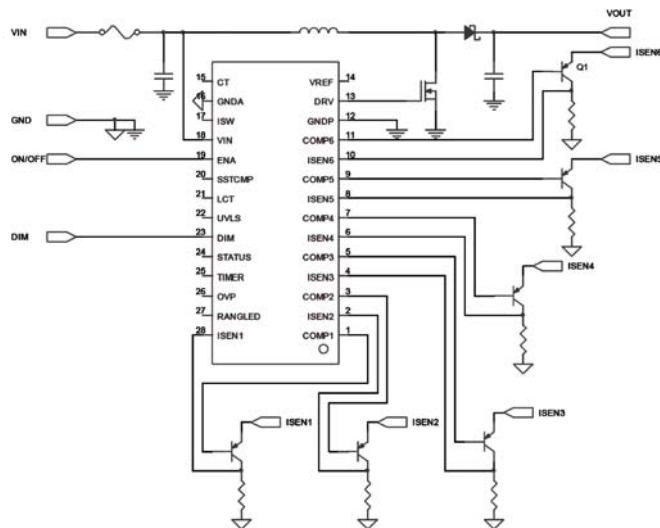 VOUT
VIN
ISEN6
Q1
15 CT VREF 14
16 GNDA DRV 13
GND
17 ISW GNDP 12
18 VIN COMP6 11
ON/OFF
19 ENA ISEN6 10
20 SSTCMP COMP5 9
ISEN5
21 LCT ISEN5 8
22 UVLS COMP4 7
DIM
23 DIM ISEN4 6
24 STATUS COMP3 5
ISEN4
25 TIMER ISEN3 4
26 OVP COMP2 3
27 RANGLED ISEN2 2
28 ISEN1 COMP1 1
ISEN1
ISEN2
ISEN3